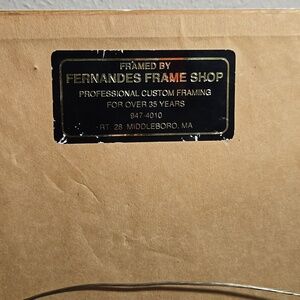 FRAMED BY
FERNANDES FRAME SHOP
PROFESSIONAL CUSTOM FRAMING
FOR OVER 35 YEARS
947-4010
RT. 28 MIDDLEBORO, MA